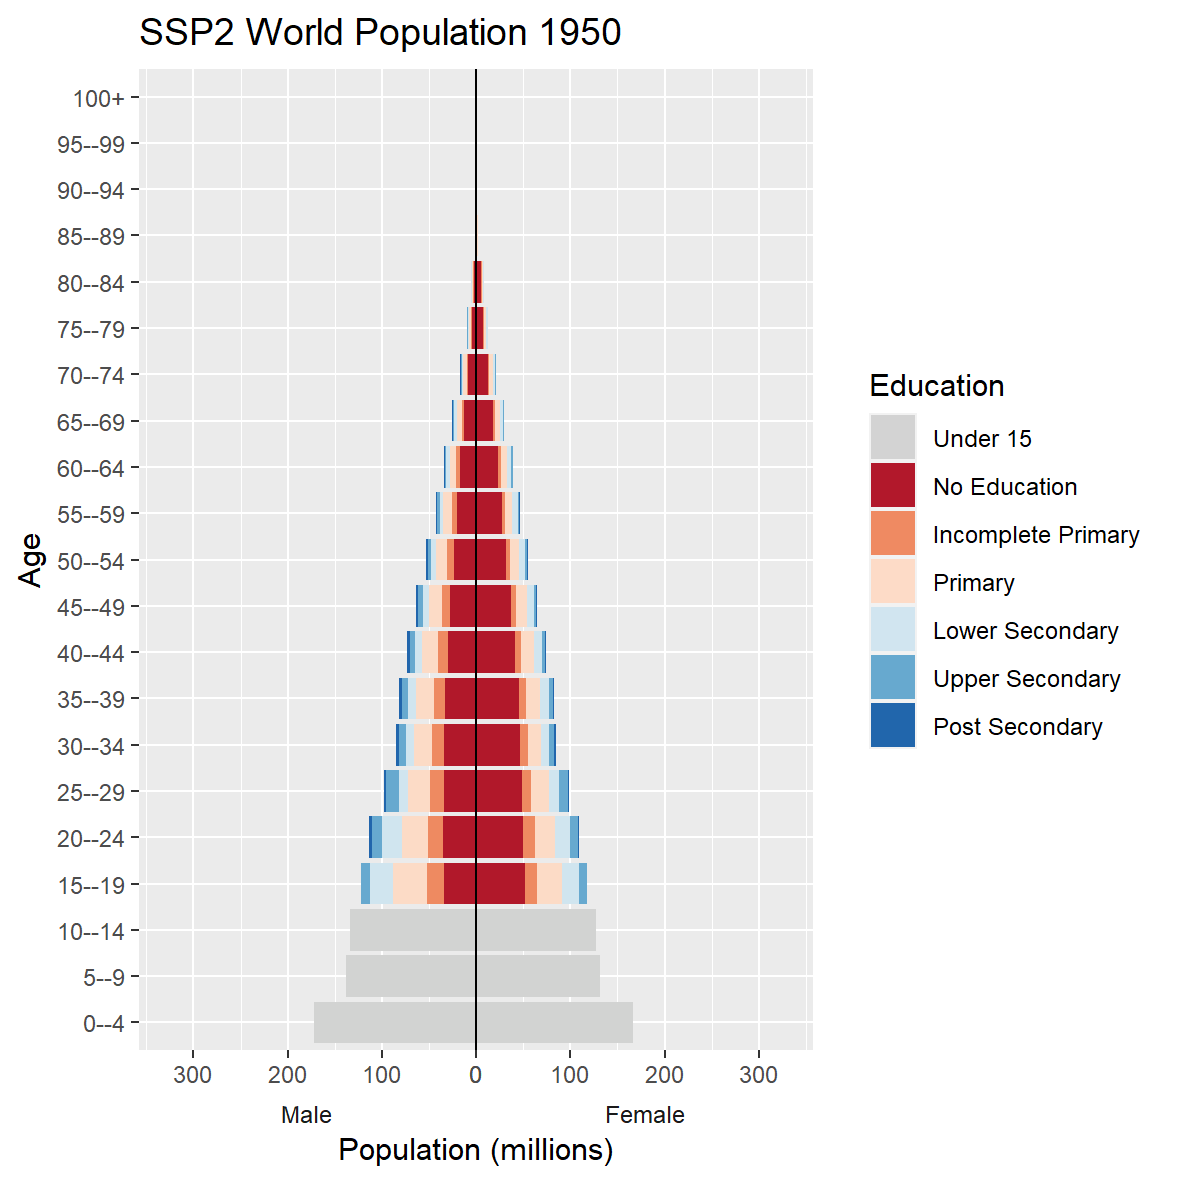 SSP2 World Population 1950
100+
95--99
90--94
85--89
80--84
75--79
70--74
65--69
60--64
55--59
50--54
45--49
40--44
35--39
30--34
25--29
20--24
15--19
10--14
5--9
0--4
Age
300 200 100 0 100 200 300
Male Female
Population (millions)
Education
Under 15
No Education
Incomplete Primary
Primary
Lower Secondary
Upper Secondary
Post Secondary